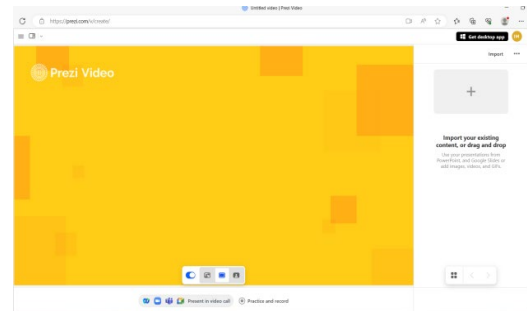 Untitled video | Prezi Video
https://prezi.com/v/create/
Get desktop app
Prezi Video
Import
Import your existing
content, or drag and drop
Use your presentations from
PowerPoint, and Google Slides or
add images, videos, and GIFs.
Present in video call
Practice and record